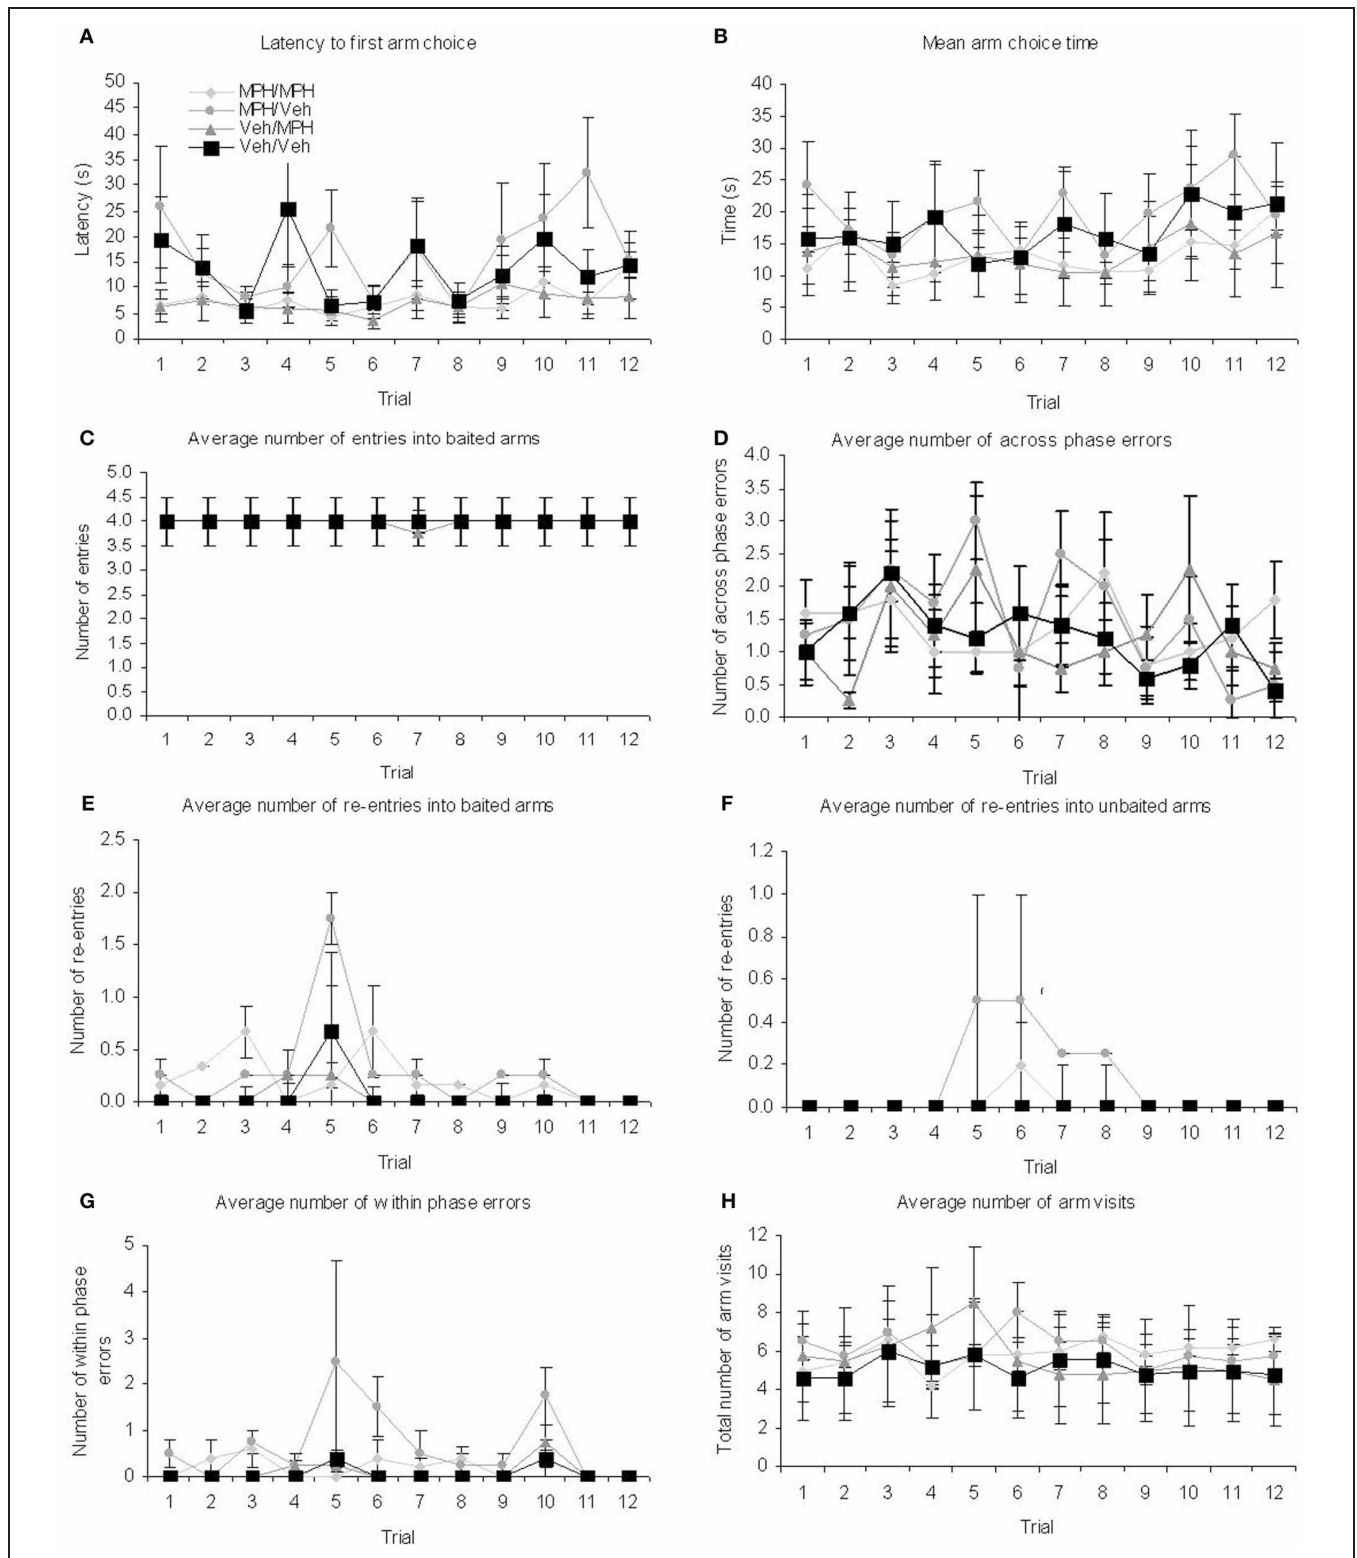 A
Latency to first arm choice
Latency (s)
50
45
40
35
30
25
20
15
10
5
0
MPH/MPH
MPH/Veh
Veh/MPH
Veh/Veh
1 2 3 4 5 6 7 8 9 10 11 12
Trial
B
Mean arm choice time
Time (s)
40
35
30
25
20
15
10
5
0
1 2 3 4 5 6 7 8 9 10 11 12
Trial
C
Average number of entries into baited arms
Number of entries
5.0
4.5
4.0
3.5
3.0
2.5
2.0
1.5
1.0
0.5
0.0
1 2 3 4 5 6 7 8 9 10 11 12
Trial
D
Average number of across phase errors
Number of across phase errors
4.0
3.5
3.0
2.5
2.0
1.5
1.0
0.5
0.0
1 2 3 4 5 6 7 8 9 10 11 12
Trial
E
Average number of re-entries into baited arms
Number of re-entries
2.5
2.0
1.5
1.0
0.5
0.0
1 2 3 4 5 6 7 8 9 10 11 12
Trial
F
Average number of re-entries into unbaited arms
Number of re-entries
1.2
1.0
0.8
0.6
0.4
0.2
0.0
1 2 3 4 5 6 7 8 9 10 11 12
Trial
G
Average number of within phase errors
Number of within phase
errors
5
4
3
2
1
0
1 2 3 4 5 6 7 8 9 10 11 12
Trial
H
Average number of arm visits
Total number of arm visits
12
10
8
6
4
2
0
1 2 3 4 5 6 7 8 9 10 11 12
Trial